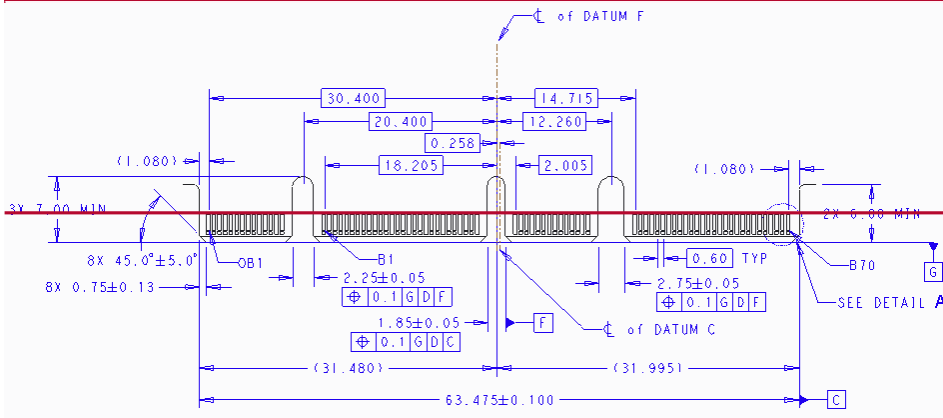 ℄ of DATUM F
30.400
14.715
20.400
12.260
0.258
(1.080)
18.205
2.005
(1.080)
3X 7.00 MIN
2X 6.00 MIN
8X 45.0°±5.0°
OB1
B1
0.60 TYP
B70
G
8X 0.75±0.13
2.25±0.05
⌖ 0.1 G D F
2.75±0.05
⌖ 0.1 G D F
SEE DETAIL A
1.85±0.05
F
℄ of DATUM C
⌖ 0.1 G D C
(31.480)
(31.995)
63.475±0.100
C